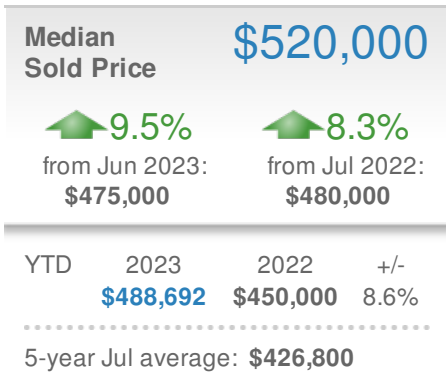 Median $520,000
Sold Price
9.5% 8.3%
from Jun 2023: from Jul 2022:
$475,000 $480,000
YTD 2023 2022 +/-
$488,692 $450,000 8.6%
5-year Jul average: $426,800